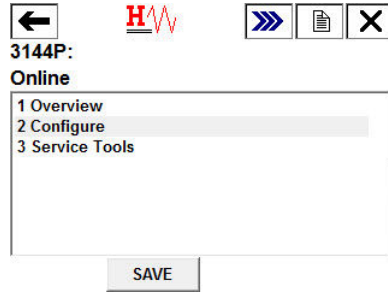 H
3144P:
Online
1 Overview
2 Configure
3 Service Tools
SAVE